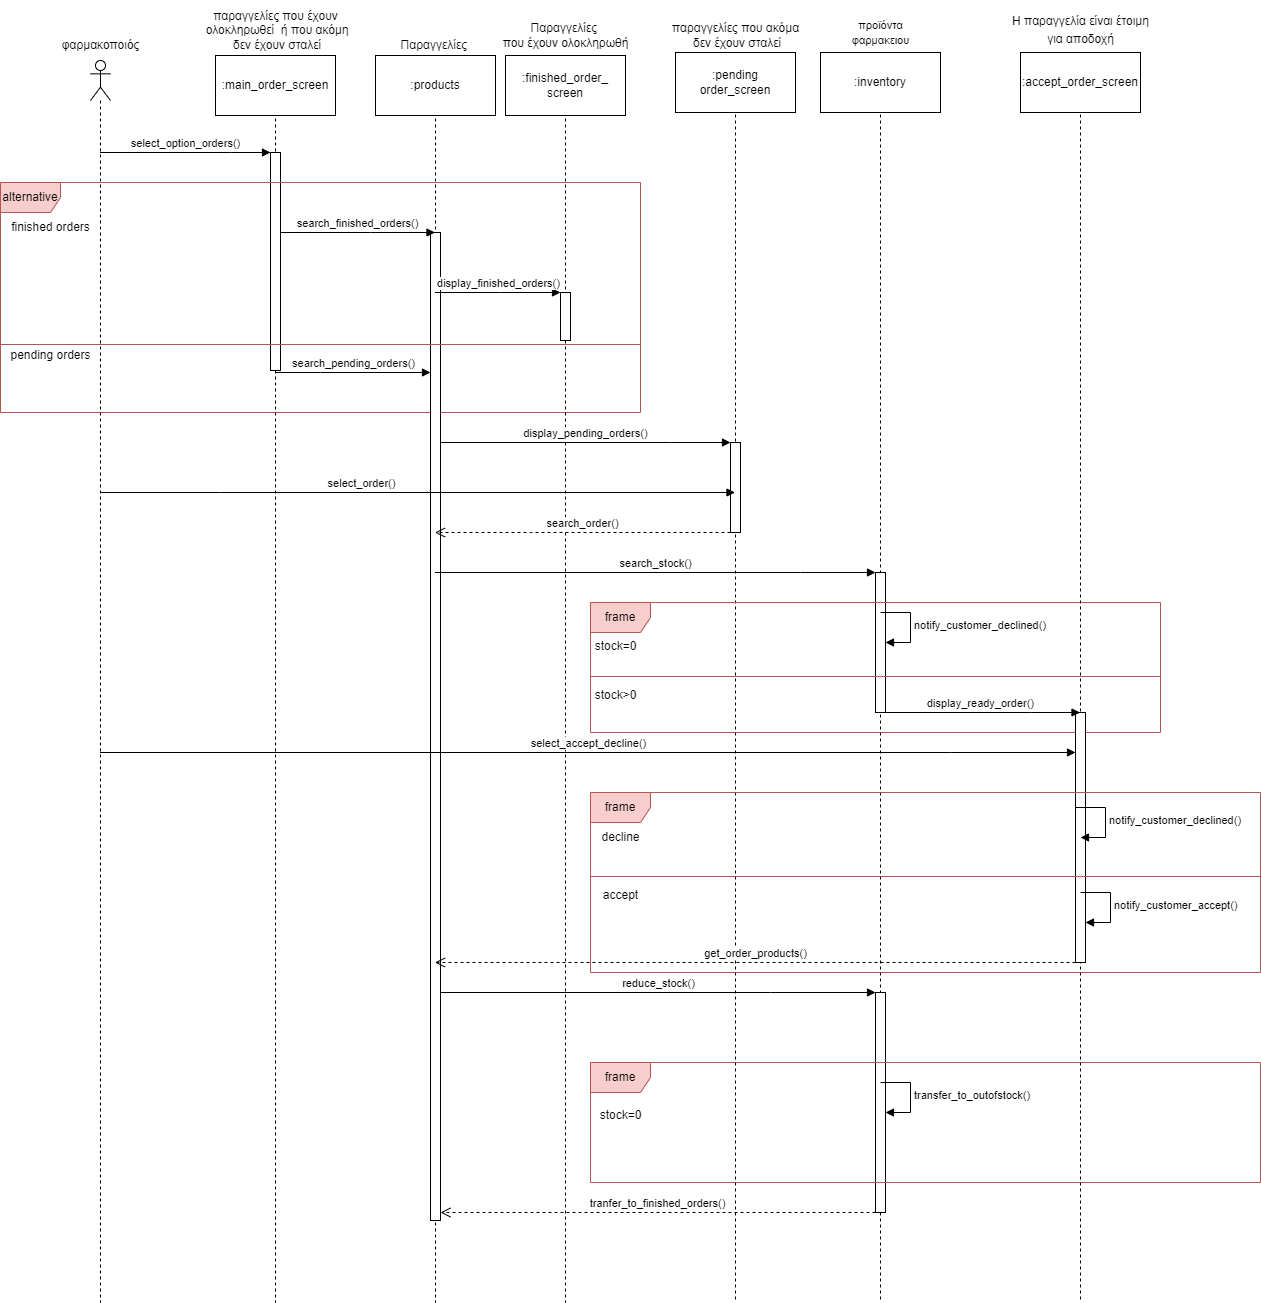 φαρμακοποιός
παραγγελίες που έχουν
ολοκληρωθεί ή που ακόμη
δεν έχουν σταλεί
Παραγγελίες
Παραγγελίες
που έχουν ολοκληρωθή
παραγγελίες που ακόμα
δεν έχουν σταλεί
προϊόντα
φαρμακειου
Η παραγγελία είναι έτοιμη
για αποδοχή
:main_order_screen
:products
:finished_order_
screen
:pending
order_screen
:inventory
:accept_order_screen
select_option_orders()
alternative
finished orders
search_finished_orders()
display_finished_orders()
pending orders
search_pending_orders()
display_pending_orders()
select_order()
search_order()
search_stock()
frame
notify_customer_declined()
stock=0
stock>0
display_ready_order()
select_accept_decline()
frame
notify_customer_declined()
decline
accept
notify_customer_accept()
get_order_products()
reduce_stock()
frame
transfer_to_outofstock()
stock=0
tranfer_to_finished_orders()